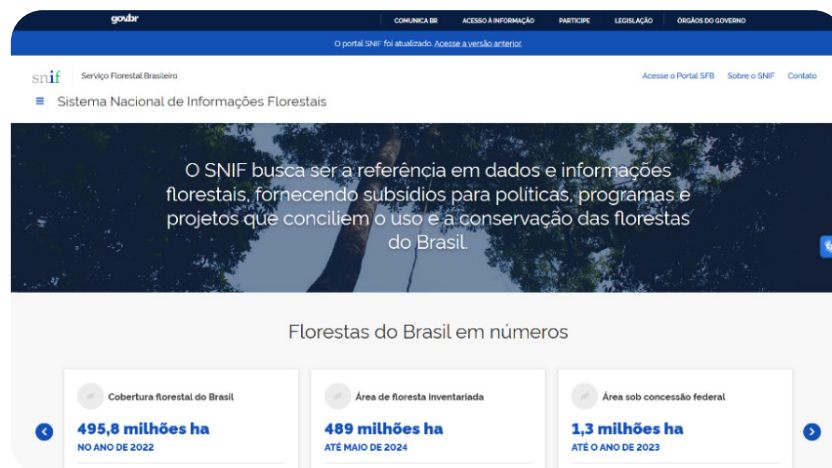 gov.br
COMUNICA BR ACESSO À INFORMAÇÃO PARTICIPE LEGISLAÇÃO ÓRGÃOS DO GOVERNO
O portal SNIF foi atualizado. Acesse a versão anterior.
snif Serviço Florestal Brasileiro Acesse o Portal SFB Sobre o SNIF Contato
Sistema Nacional de Informações Florestais
O SNIF busca ser a referência em dados e informações
florestais, fornecendo subsídios para políticas, programas e
projetos que conciliem o uso e a conservação das florestas
do Brasil.
Florestas do Brasil em números
Cobertura florestal do Brasil
495,8 milhões ha
NO ANO DE 2022
Área de floresta inventariada
489 milhões ha
ATÉ MAIO DE 2024
Área sob concessão federal
1,3 milhões ha
ATÉ O ANO DE 2023